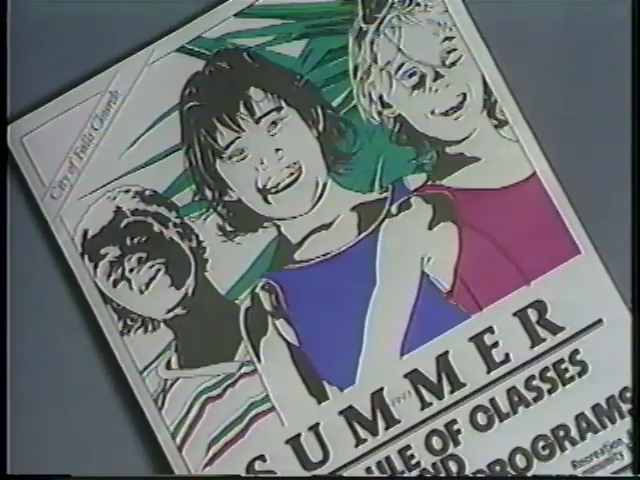 City of Falls Church
SUMMER
ULE OF CLASSES
ND PROGRAMS
Recreation